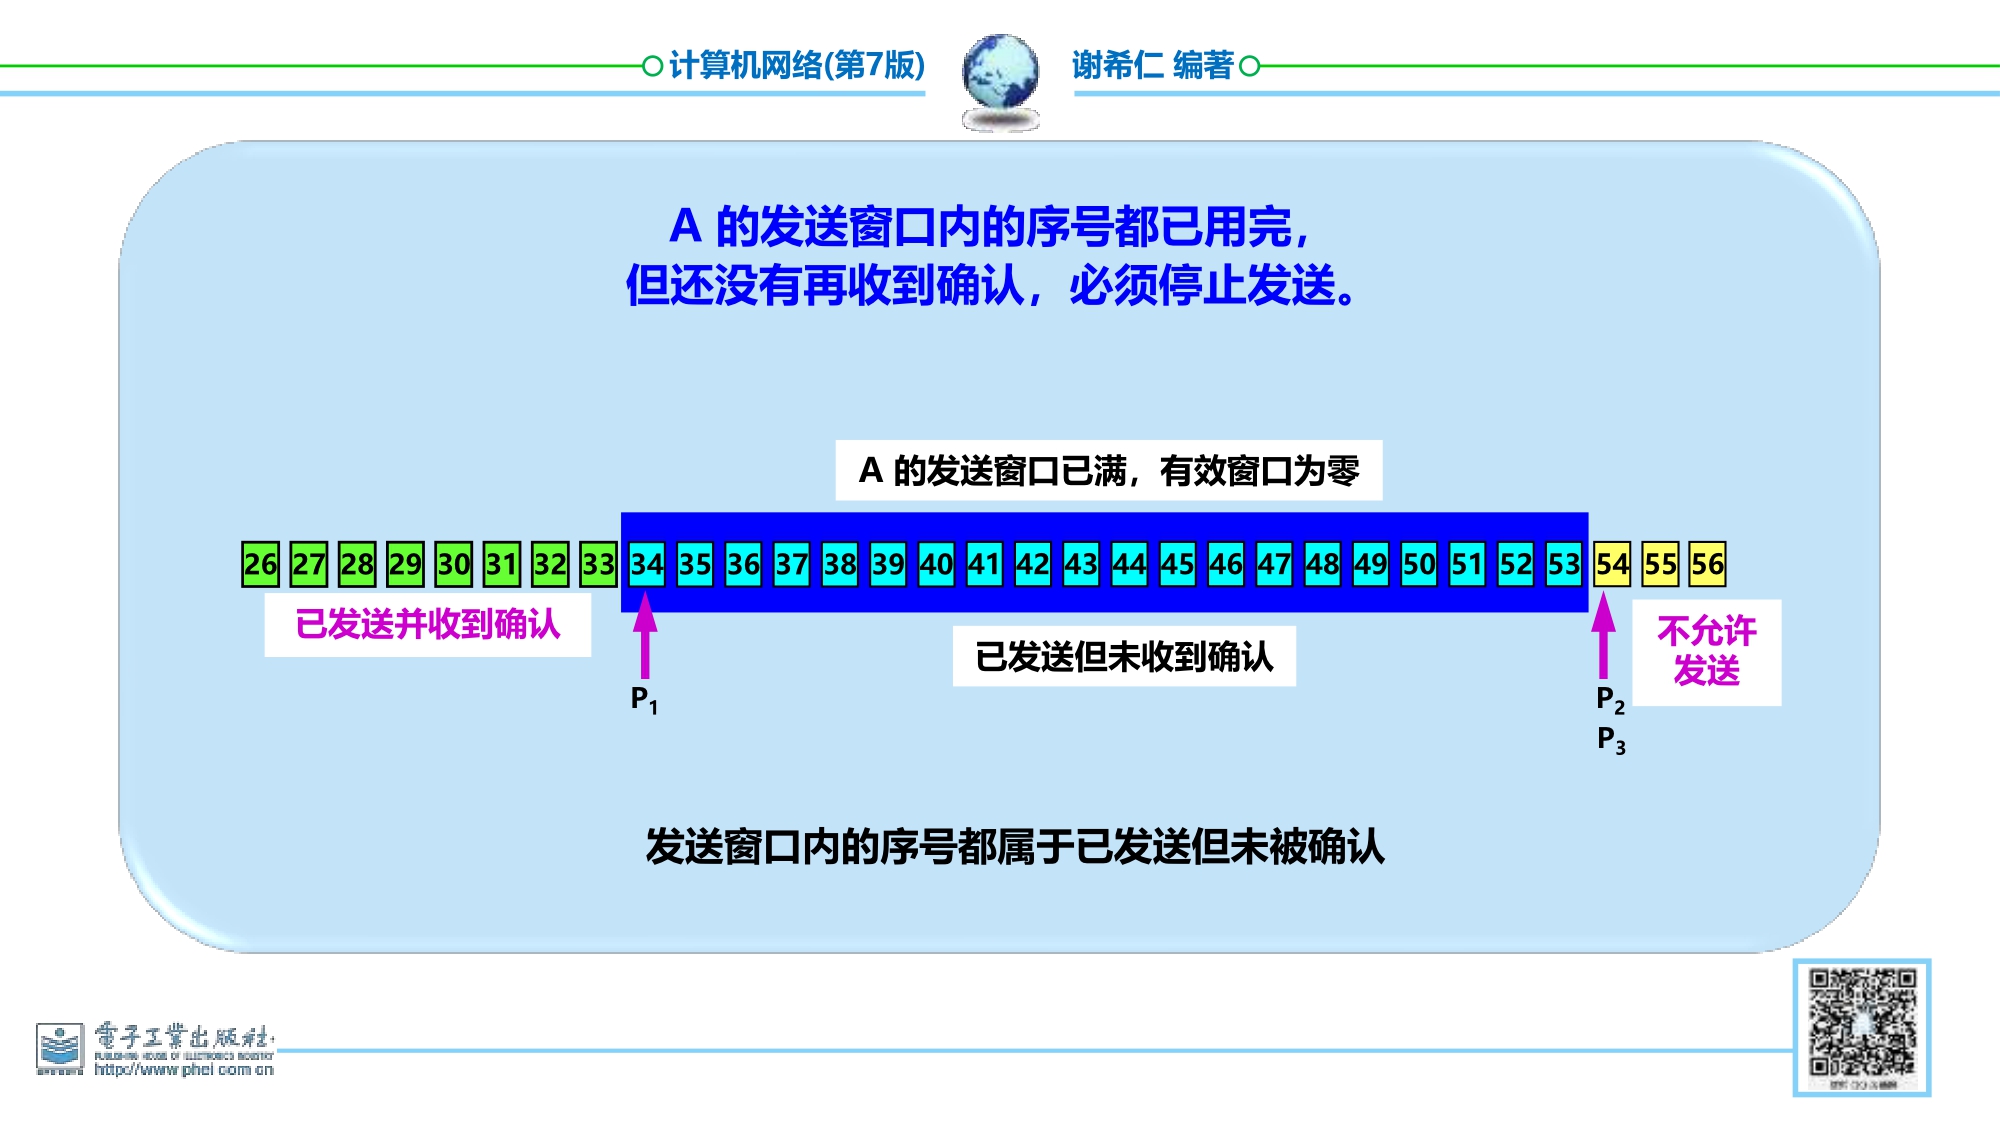 计算机网络(第7版)
谢希仁 编著
A 的发送窗口内的序号都已用完，
但还没有再收到确认，必须停止发送。
A 的发送窗口已满，有效窗口为零
26 27 28 29 30 31 32 33 34 35 36 37 38 39 40 41 42 43 44 45 46 47 48 49 50 51 52 53 54 55 56
已发送并收到确认
已发送但未收到确认
不允许
发送
P1
P2
P3
发送窗口内的序号都属于已发送但未被确认
電子工業出版社
PUBLISHING HOUSE OF ELECTRONICS INDUSTRY
http://www.phei.com.cn